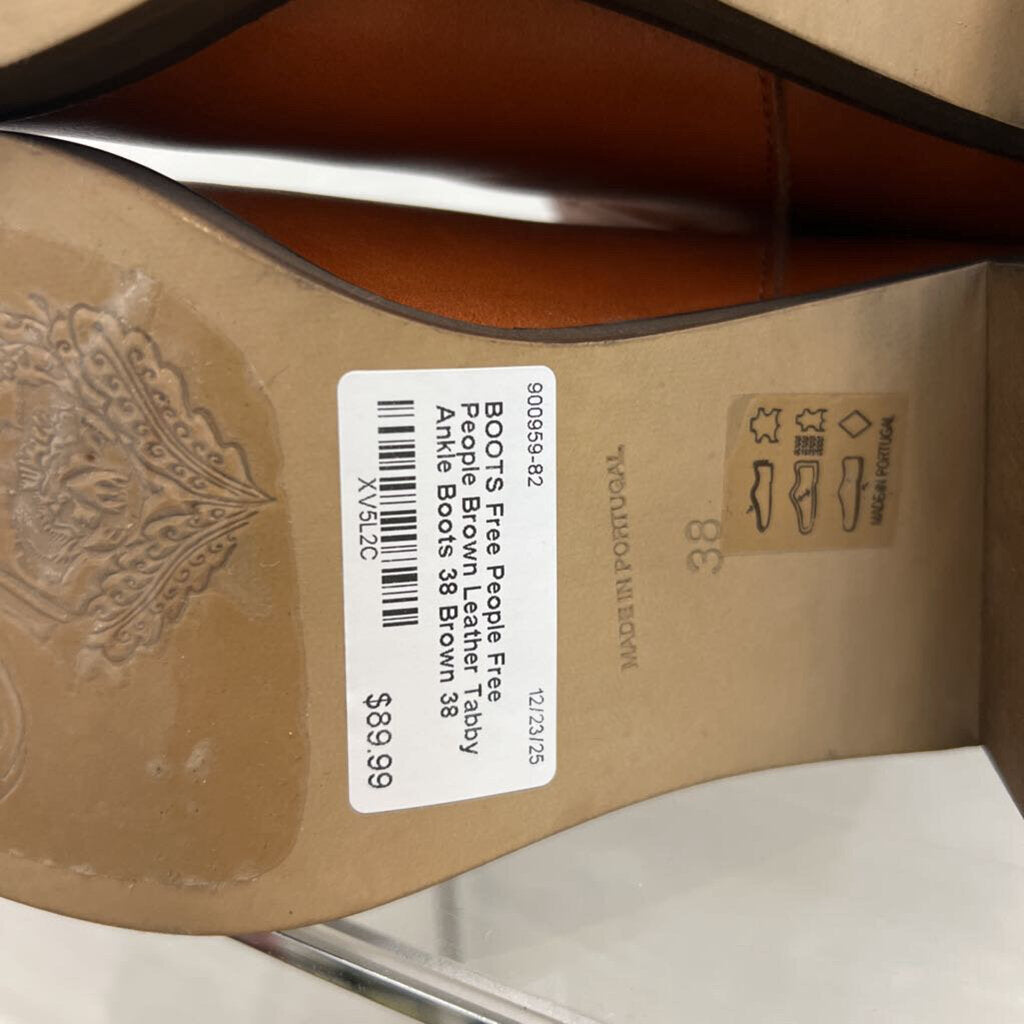 900959-82 12/23/25
BOOTS Free People Free
People Brown Leather Tabby
Ankle Boots 38 Brown 38
XV5L2C
$89.99
MADE IN PORTUGAL
38
MADE IN PORTUGAL